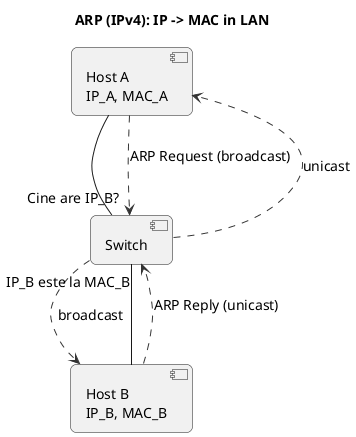 ARP (IPv4): IP -> MAC in LAN
Host A
IP_A, MAC_A
ARP Request (broadcast)
unicast
Cine are IP_B?
Switch
IP_B este la MAC_B
broadcast
ARP Reply (unicast)
Host B
IP_B, MAC_B